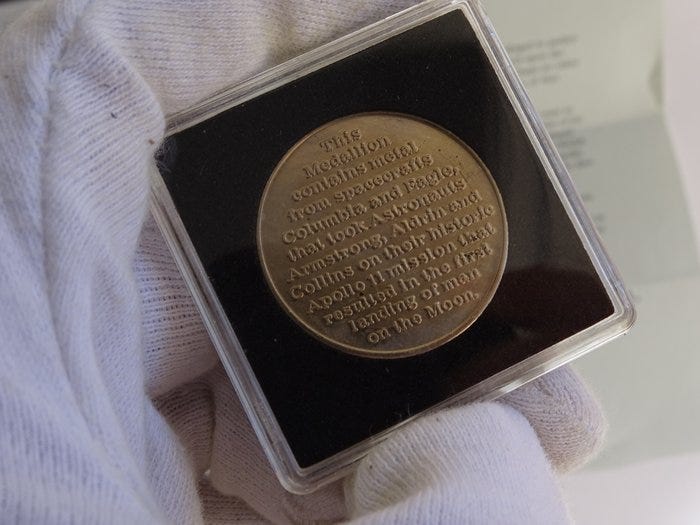 This
Medallion
contains metal
from spacecrafts
Columbia and Eagle,
that took Astronauts
Armstrong, Aldrin and
Collins on their historic
Apollo 11 mission that
resulted in the first
landing of man
on the Moon.